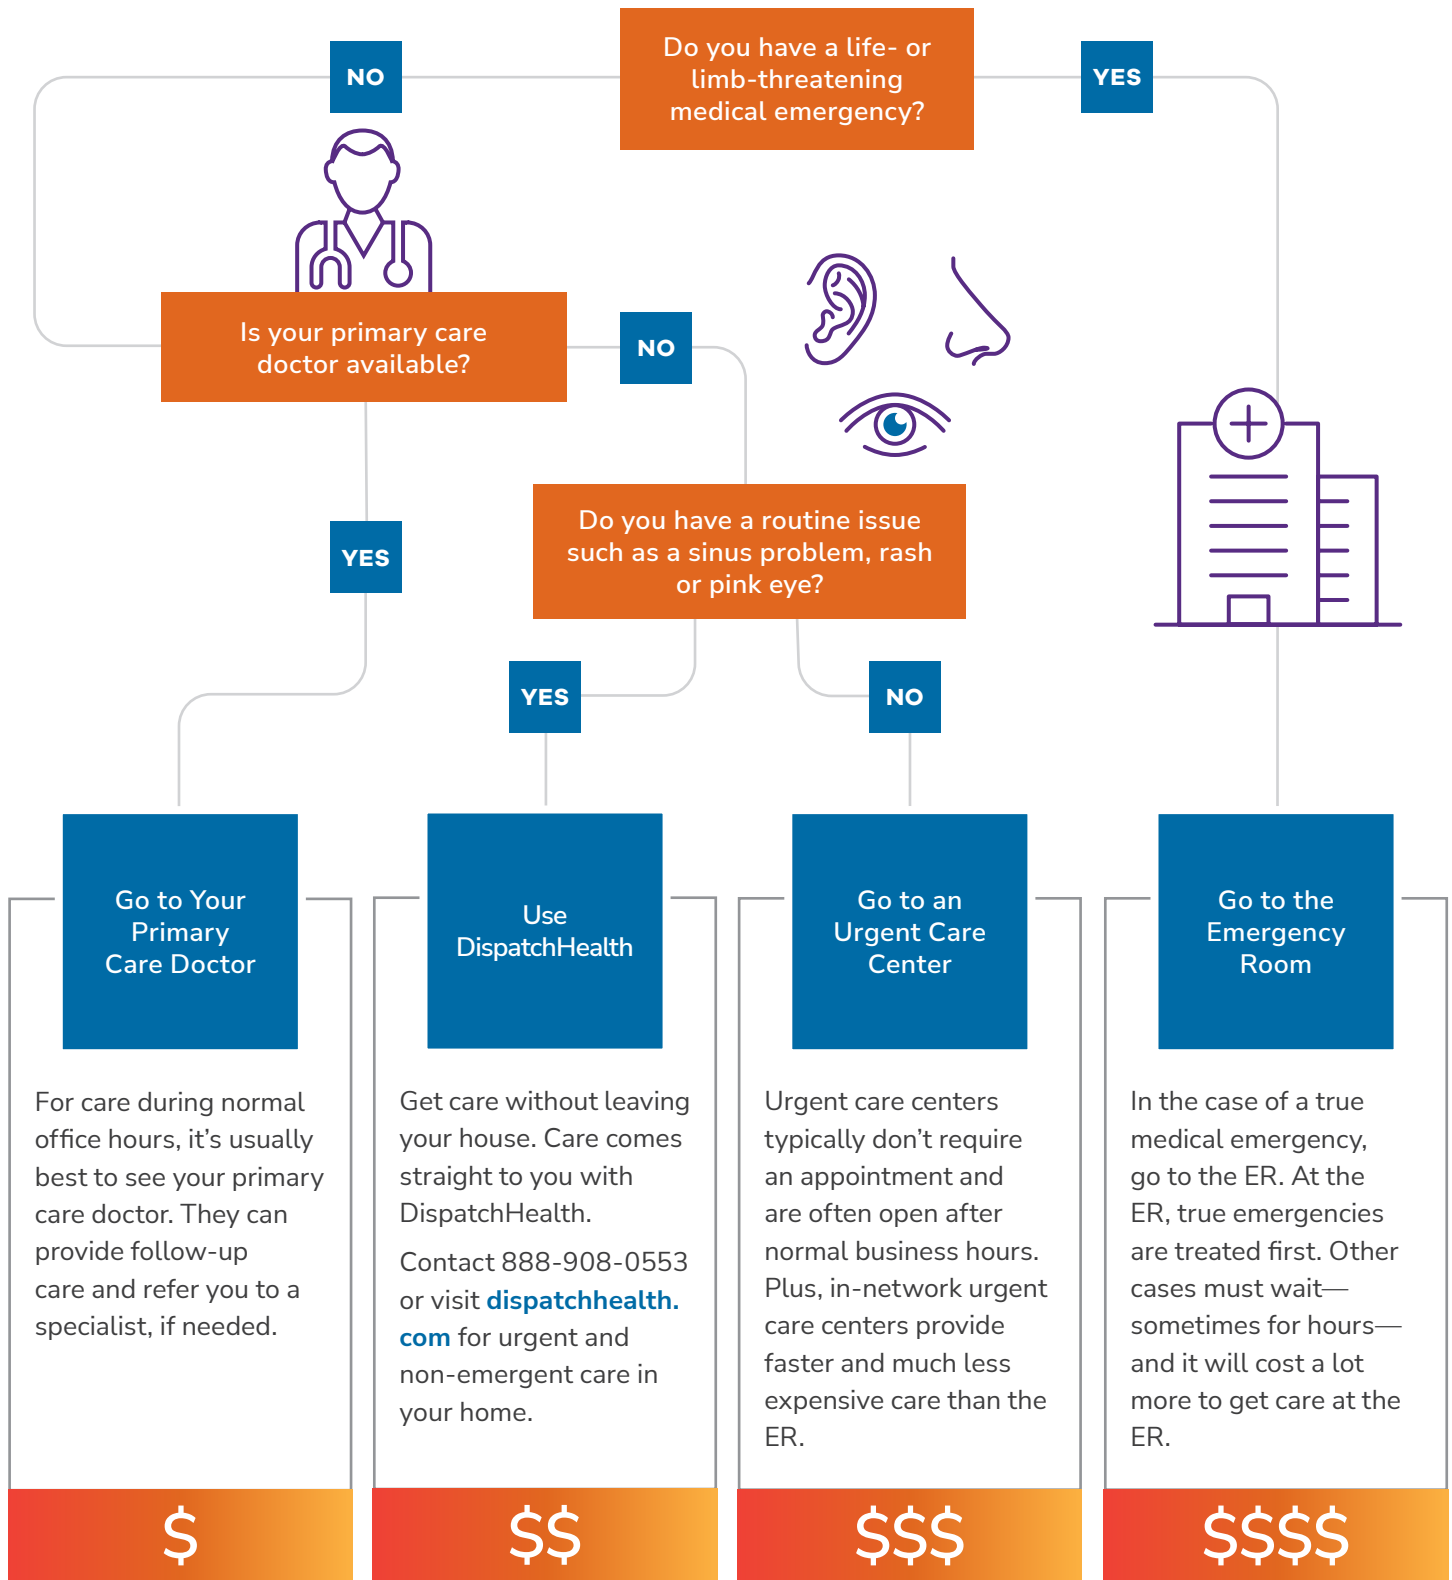 Do you have a life- or
limb-threatening
medical emergency?
NO
YES
Is your primary care
doctor available?
NO
YES
Do you have a routine issue
such as a sinus problem, rash
or pink eye?
YES
NO
Go to Your
Primary
Care Doctor
For care during normal
office hours, it’s usually
best to see your primary
care doctor. They can
provide follow-up
care and refer you to a
specialist, if needed.
$
Use
DispatchHealth
Get care without leaving
your house. Care comes
straight to you with
DispatchHealth.
Contact 888-908-0553
or visit dispatchhealth.
com for urgent and
non-emergent care in
your home.
$$
Go to an
Urgent Care
Center
Urgent care centers
typically don’t require
an appointment and
are often open after
normal business hours.
Plus, in-network urgent
care centers provide
faster and much less
expensive care than the
ER.
$$$
Go to the
Emergency
Room
In the case of a true
medical emergency,
go to the ER. At the
ER, true emergencies
are treated first. Other
cases must wait—
sometimes for hours—
and it will cost a lot
more to get care at the
ER.
$$$$